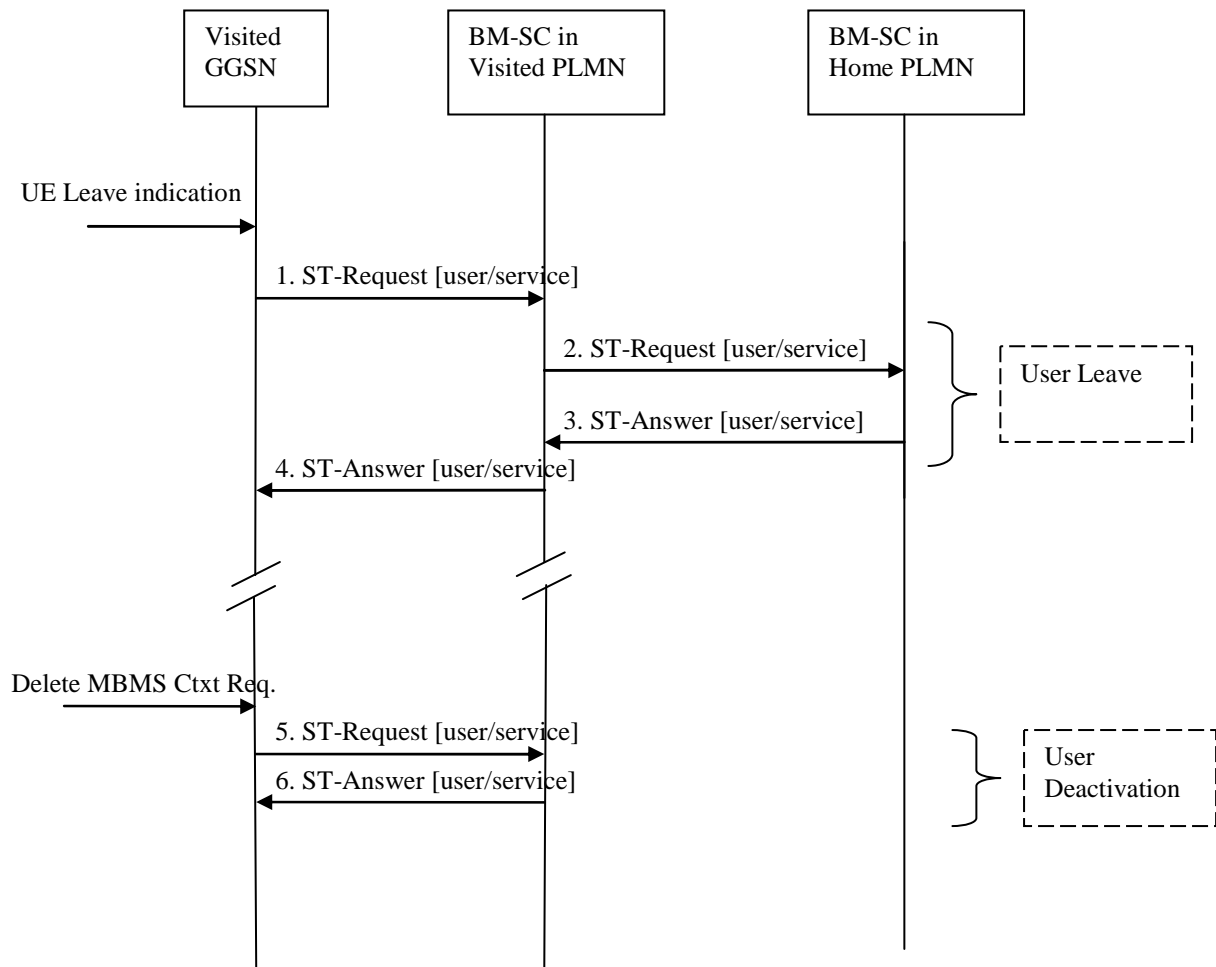 Visited
GGSN
BM-SC in
Visited PLMN
BM-SC in
Home PLMN
UE Leave indication
1. ST-Request [user/service]
2. ST-Request [user/service]
User Leave
3. ST-Answer [user/service]
4. ST-Answer [user/service]
Delete MBMS Ctxt Req.
5. ST-Request [user/service]
6. ST-Answer [user/service]
User
Deactivation